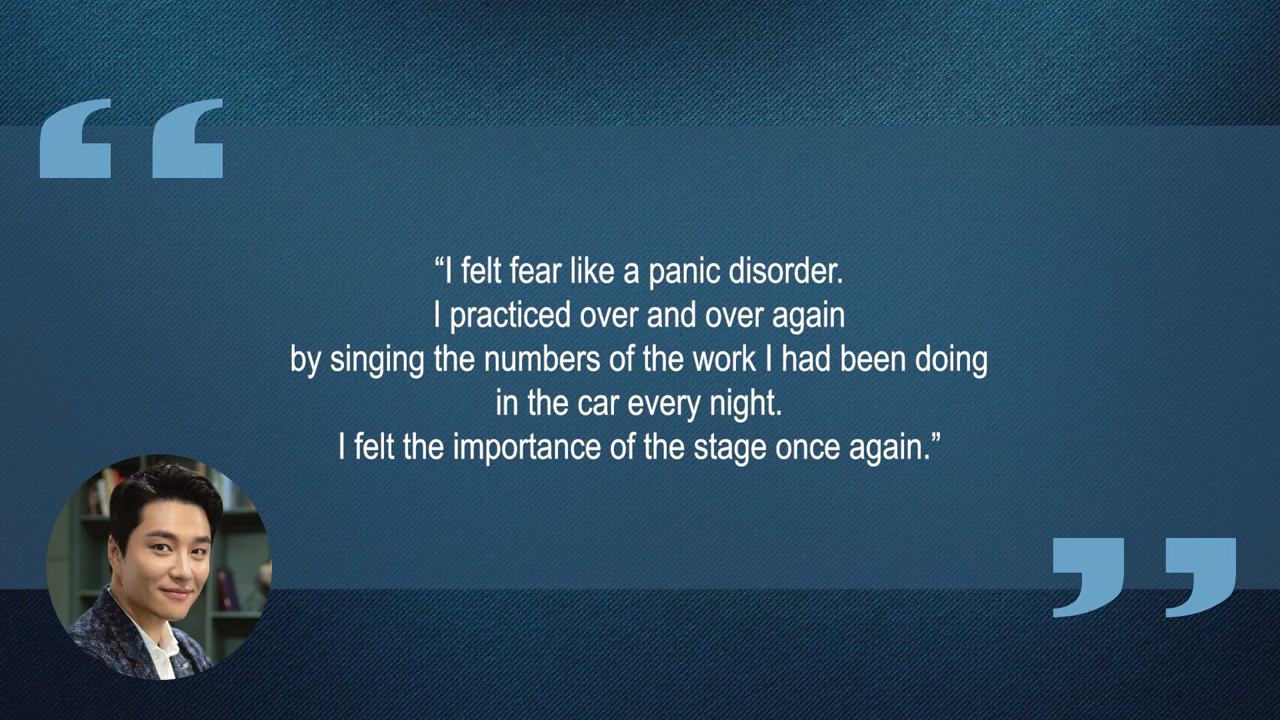 “I felt fear like a panic disorder.
I practiced over and over again
by singing the numbers of the work I had been doing
in the car every night.
I felt the importance of the stage once again.”